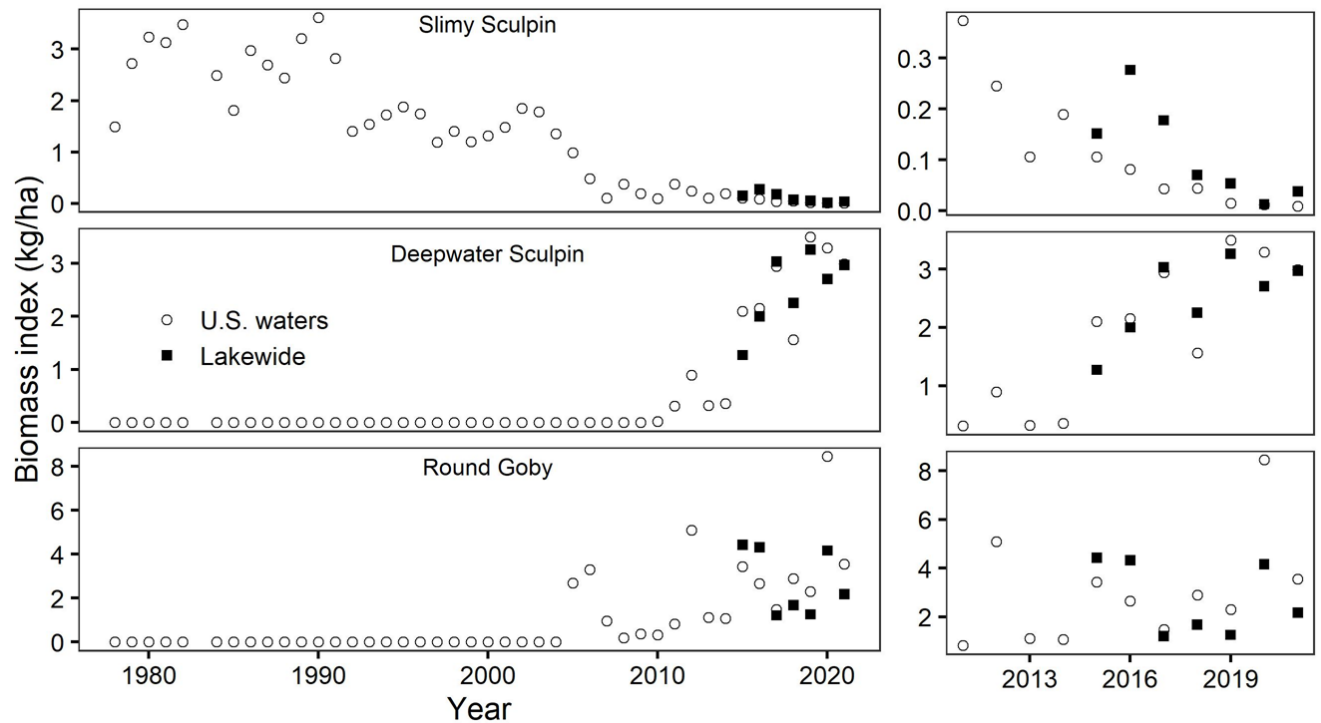 Slimy Sculpin
3
2
1
0
0.3
0.2
0.1
0.0
Biomass index (kg/ha)
Deepwater Sculpin
U.S. waters
Lakewide
3
2
1
0
3
2
1
Round Goby
8
6
4
2
0
8
6
4
2
1980 1990 2000 2010 2020
2013 2016 2019
Year